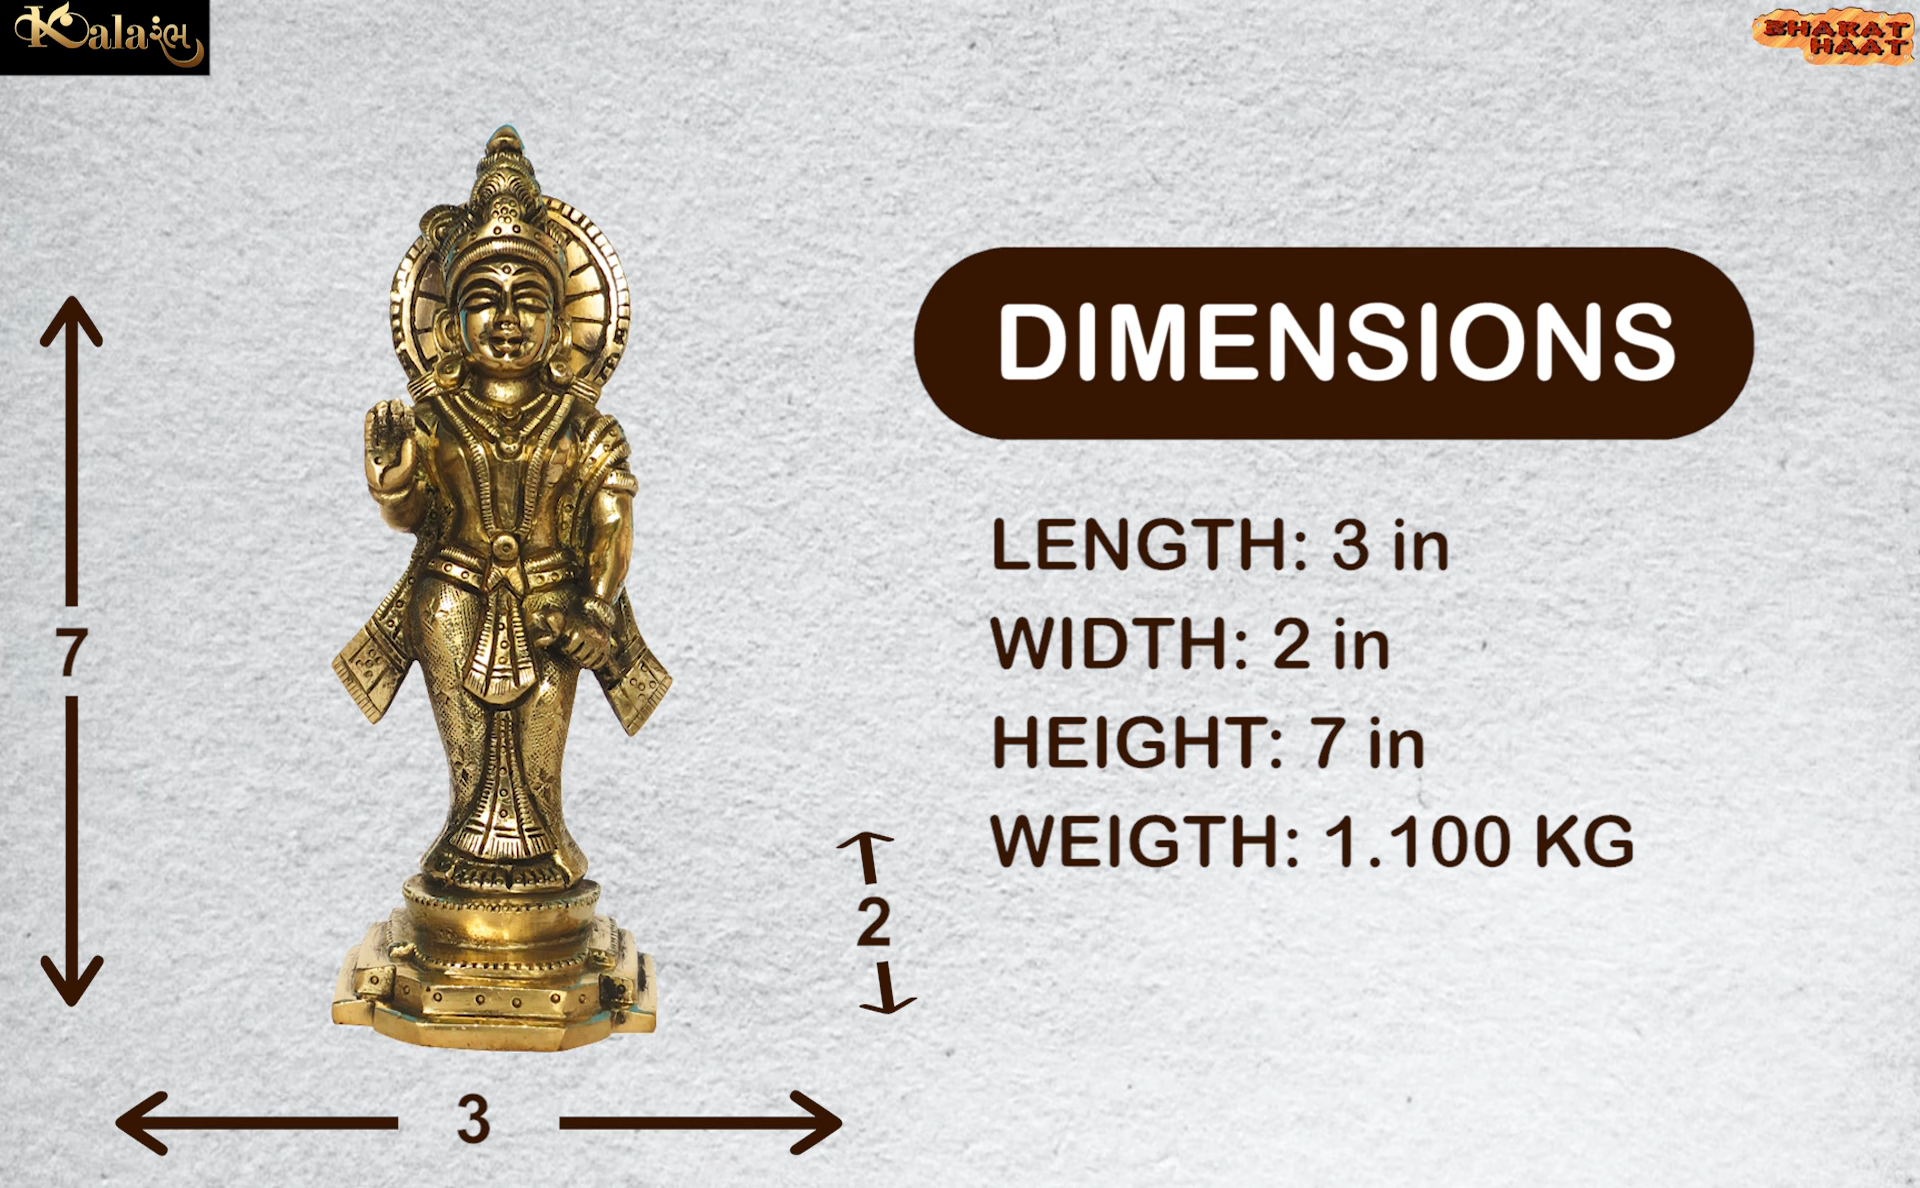 Kalaરંભ
BHARAT
HAAT
DIMENSIONS
LENGTH: 3 in
WIDTH: 2 in
HEIGHT: 7 in
WEIGTH: 1.100 KG
7
2
3